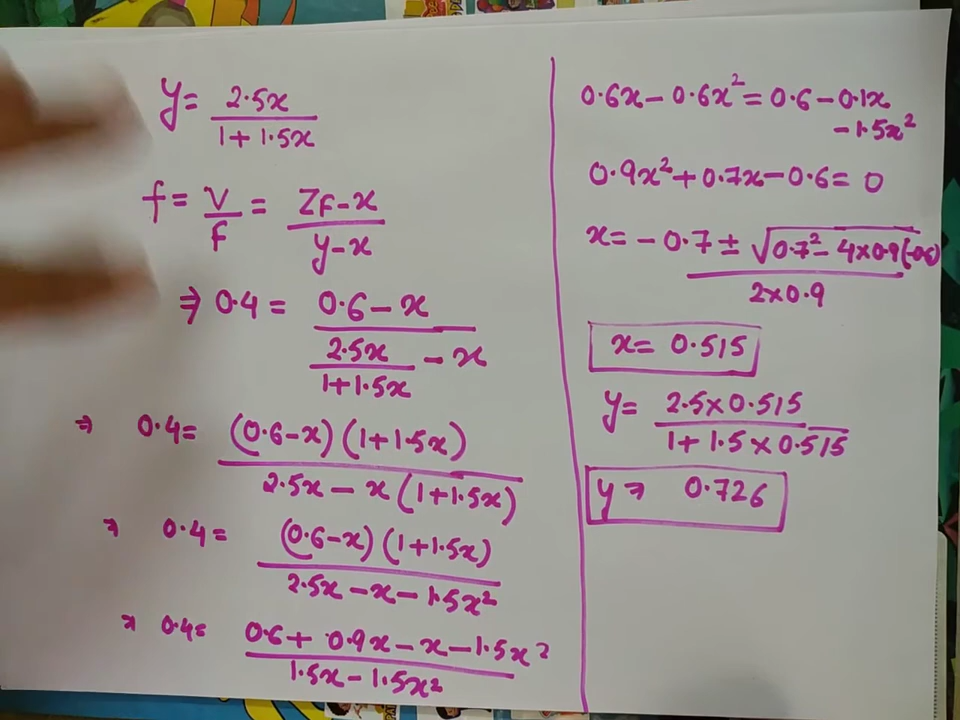 y = 2.5x / 1 + 1.5x
f = V / F = ZF - x / y - x
⇒ 0.4 = 0.6 - x / (2.5x / 1 + 1.5x) - x
⇒ 0.4 = (0.6 - x) (1 + 1.5x) / 2.5x - x (1 + 1.5x)
⇒ 0.4 = (0.6 - x) (1 + 1.5x) / 2.5x - x - 1.5x²
⇒ 0.4 = 0.6 + 0.9x - x - 1.5x² / 1.5x - 1.5x²
0.6x - 0.6x² = 0.6 - 0.1x
- 1.5x²
0.9x² + 0.7x - 0.6 = 0
x = - 0.7 ± √0.7² - 4 × 0.9 (-0.6) / 2 × 0.9
x = 0.515
y = 2.5 × 0.515 / 1 + 1.5 × 0.515
y ⇒ 0.726